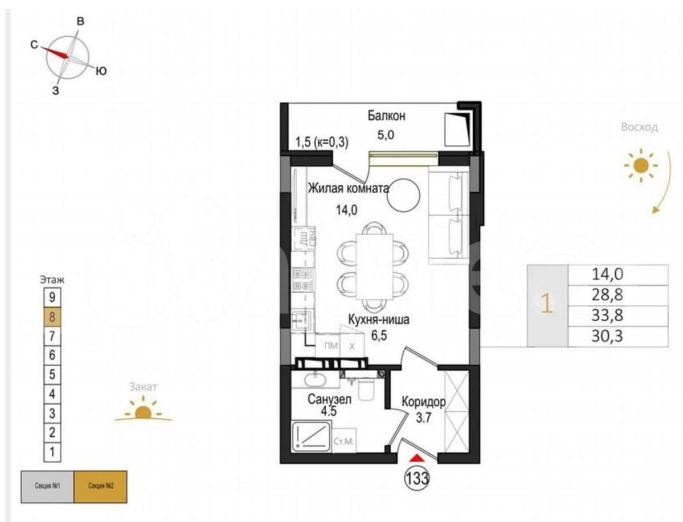 В
С
Ю
З
Балкон
5,0
1,5 (к=0,3)
Восход
Жилая комната
14,0
ДШ
СВЧ
14,0
28,8
33,8
30,3
1
Этаж
9
8
7
6
5
4
3
2
1
Кухня-ниша
6,5
ПМ
Х
Закат
Санузел
4.5
Коридор
3.7
Ст.М.
133
Секция №1
Секция №2